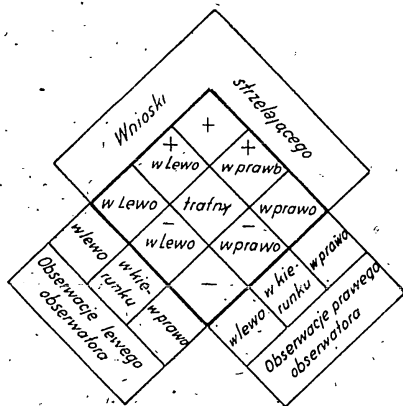 Wnioski strzelającego
+
+
w lewo
+
w prawo
w lewo
trafny
w prawo
−
w lewo
−
w prawo
−
w lewo
w kie-
runku
w prawo
Obserwacje lewego
obserwatora
w lewo
w kie-
runku
w prawo
Obserwacje prawego
obserwatora